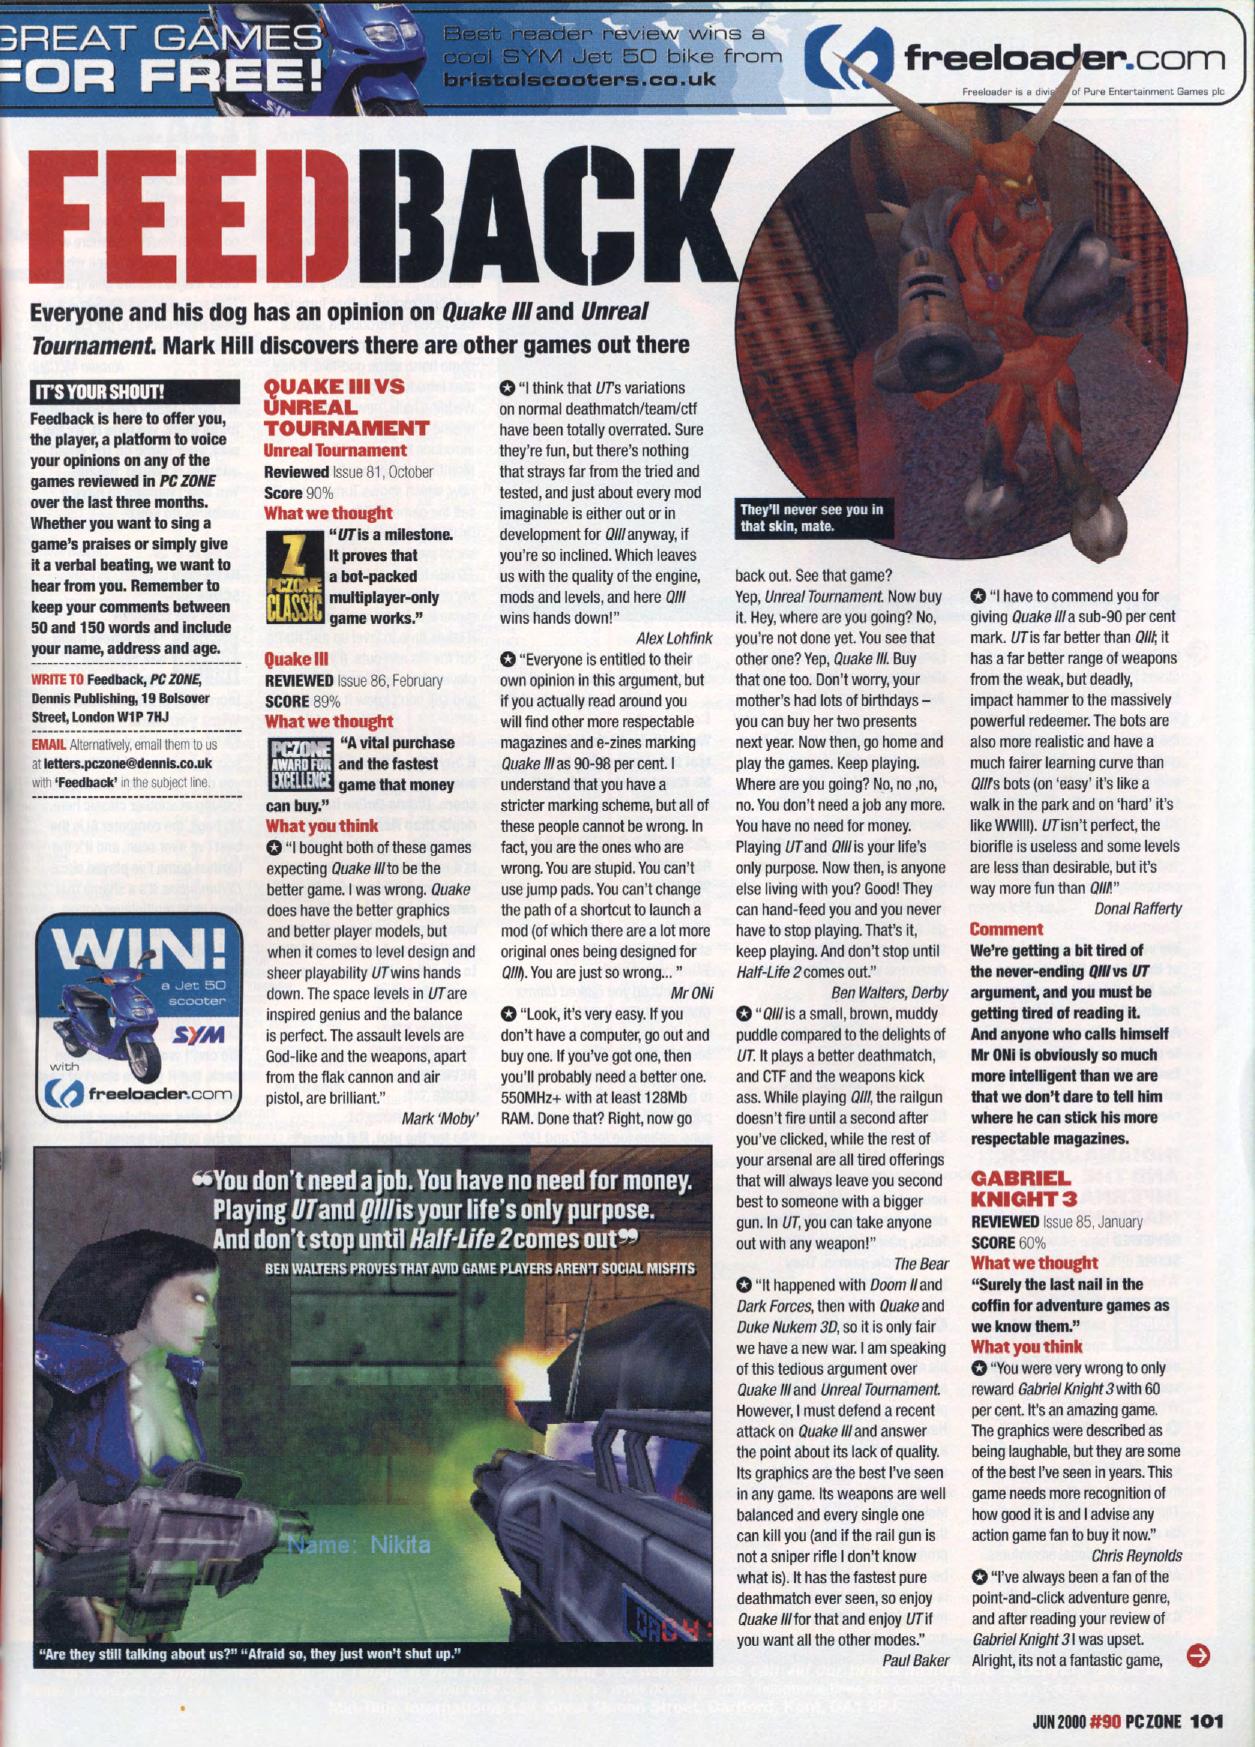 GREAT GAMES
FOR FREE!
Best reader review wins a
cool SYM Jet 50 bike from
bristolscooters.co.uk
freeloader.com
Freeloader is a divis of Pure Entertainment Games plc
FEEDBACK
Everyone and his dog has an opinion on Quake III and Unreal
Tournament. Mark Hill discovers there are other games out there
IT'S YOUR SHOUT!
Feedback is here to offer you,
the player, a platform to voice
your opinions on any of the
games reviewed in PC ZONE
over the last three months.
Whether you want to sing a
game's praises or simply give
it a verbal beating, we want to
hear from you. Remember to
keep your comments between
50 and 150 words and include
your name, address and age.
WRITE TO Feedback, PC ZONE,
Dennis Publishing, 19 Bolsover
Street, London W1P 7HJ
EMAIL Alternatively, email them to us
at letters.pczone@dennis.co.uk
with 'Feedback' in the subject line.
WIN!
a Jet 50
scooter
SYM
with
freeloader.com
QUAKE III VS
UNREAL
TOURNAMENT
Unreal Tournament
Reviewed Issue 81, October
Score 90%
What we thought
Z
PCZONE
CLASSIC
"UT is a milestone.
It proves that
a bot-packed
multiplayer-only
game works."
Quake III
REVIEWED Issue 86, February
SCORE 89%
What we thought
PCZONE
AWARD FOR
EXCELLENCE
"A vital purchase
and the fastest
game that money
can buy."
What you think
"I bought both of these games
expecting Quake III to be the
better game. I was wrong. Quake
does have the better graphics
and better player models, but
when it comes to level design and
sheer playability UT wins hands
down. The space levels in UT are
inspired genius and the balance
is perfect. The assault levels are
God-like and the weapons, apart
from the flak cannon and air
pistol, are brilliant."
Mark 'Moby'
"I think that UT's variations
on normal deathmatch/team/ctf
have been totally overrated. Sure
they're fun, but there's nothing
that strays far from the tried and
tested, and just about every mod
imaginable is either out or in
development for QIII anyway, if
you're so inclined. Which leaves
us with the quality of the engine,
mods and levels, and here QIII
wins hands down!"
Alex Lohfink
"Everyone is entitled to their
own opinion in this argument, but
if you actually read around you
will find other more respectable
magazines and e-zines marking
Quake III as 90-98 per cent. I
understand that you have a
stricter marking scheme, but all of
these people cannot be wrong. In
fact, you are the ones who are
wrong. You are stupid. You can't
use jump pads. You can't change
the path of a shortcut to launch a
mod (of which there are a lot more
original ones being designed for
QIII). You are just so wrong... "
Mr ONi
"Look, it's very easy. If you
don't have a computer, go out and
buy one. If you've got one, then
you'll probably need a better one.
550MHz+ with at least 128Mb
RAM. Done that? Right, now go
They'll never see you in
that skin, mate.
back out. See that game?
Yep, Unreal Tournament. Now buy
it. Hey, where are you going? No,
you're not done yet. You see that
other one? Yep, Quake III. Buy
that one too. Don't worry, your
mother's had lots of birthdays –
you can buy her two presents
next year. Now then, go home and
play the games. Keep playing.
Where are you going? No, no ,no,
no. You don't need a job any more.
You have no need for money.
Playing UT and QIII is your life's
only purpose. Now then, is anyone
else living with you? Good! They
can hand-feed you and you never
have to stop playing. That's it,
keep playing. And don't stop until
Half-Life 2 comes out."
Ben Walters, Derby
"QIII is a small, brown, muddy
puddle compared to the delights of
UT. It plays a better deathmatch,
and CTF and the weapons kick
ass. While playing QIII, the railgun
doesn't fire until a second after
you've clicked, while the rest of
your arsenal are all tired offerings
that will always leave you second
best to someone with a bigger
gun. In UT, you can take anyone
out with any weapon!"
The Bear
"It happened with Doom II and
Dark Forces, then with Quake and
Duke Nukem 3D, so it is only fair
we have a new war. I am speaking
of this tedious argument over
Quake III and Unreal Tournament.
However, I must defend a recent
attack on Quake III and answer
the point about its lack of quality.
Its graphics are the best I've seen
in any game. Its weapons are well
balanced and every single one
can kill you (and if the rail gun is
not a sniper rifle I don't know
what is). It has the fastest pure
deathmatch ever seen, so enjoy
Quake III for that and enjoy UT if
you want all the other modes."
Paul Baker
"I have to commend you for
giving Quake III a sub-90 per cent
mark. UT is far better than QIII; it
has a far better range of weapons
from the weak, but deadly,
impact hammer to the massively
powerful redeemer. The bots are
also more realistic and have a
much fairer learning curve than
QIII's bots (on 'easy' it's like a
walk in the park and on 'hard' it's
like WWIII). UT isn't perfect, the
biorifle is useless and some levels
are less than desirable, but it's
way more fun than QIII!"
Donal Rafferty
Comment
We're getting a bit tired of
the never-ending QIII vs UT
argument, and you must be
getting tired of reading it.
And anyone who calls himself
Mr ONi is obviously so much
more intelligent than we are
that we don't dare to tell him
where he can stick his more
respectable magazines.
GABRIEL
KNIGHT 3
REVIEWED Issue 85, January
SCORE 60%
What we thought
"Surely the last nail in the
coffin for adventure games as
we know them."
What you think
"You were very wrong to only
reward Gabriel Knight 3 with 60
per cent. It's an amazing game.
The graphics were described as
being laughable, but they are some
of the best I've seen in years. This
game needs more recognition of
how good it is and I advise any
action game fan to buy it now."
Chris Reynolds
"I've always been a fan of the
point-and-click adventure genre,
and after reading your review of
Gabriel Knight 3 I was upset.
Alright, its not a fantastic game,
"You don't need a job. You have no need for money.
Playing UT and QIII is your life's only purpose.
And don't stop until Half-Life 2 comes out"
BEN WALTERS PROVES THAT AVID GAME PLAYERS AREN'T SOCIAL MISFITS
Name: Nikita
"Are they still talking about us?" "Afraid so, they just won't shut up."
JUN 2000 #90 PCZONE 101